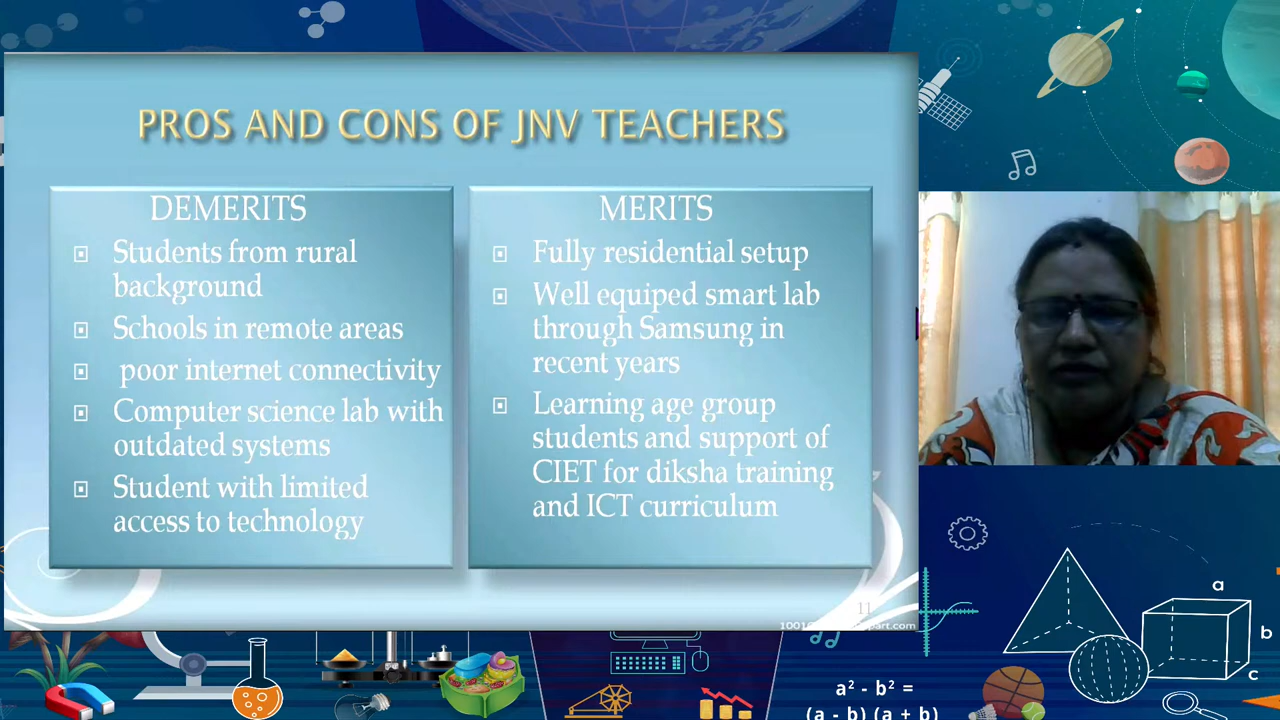 PROS AND CONS OF JNV TEACHERS
DEMERITS
Students from rural
background
Schools in remote areas
poor internet connectivity
Computer science lab with
outdated systems
Student with limited
access to technology
MERITS
Fully residential setup
Well equiped smart lab
through Samsung in
recent years
Learning age group
students and support of
CIET for diksha training
and ICT curriculum
11
a
b
c
a² - b² =
(a - b) (a + b)